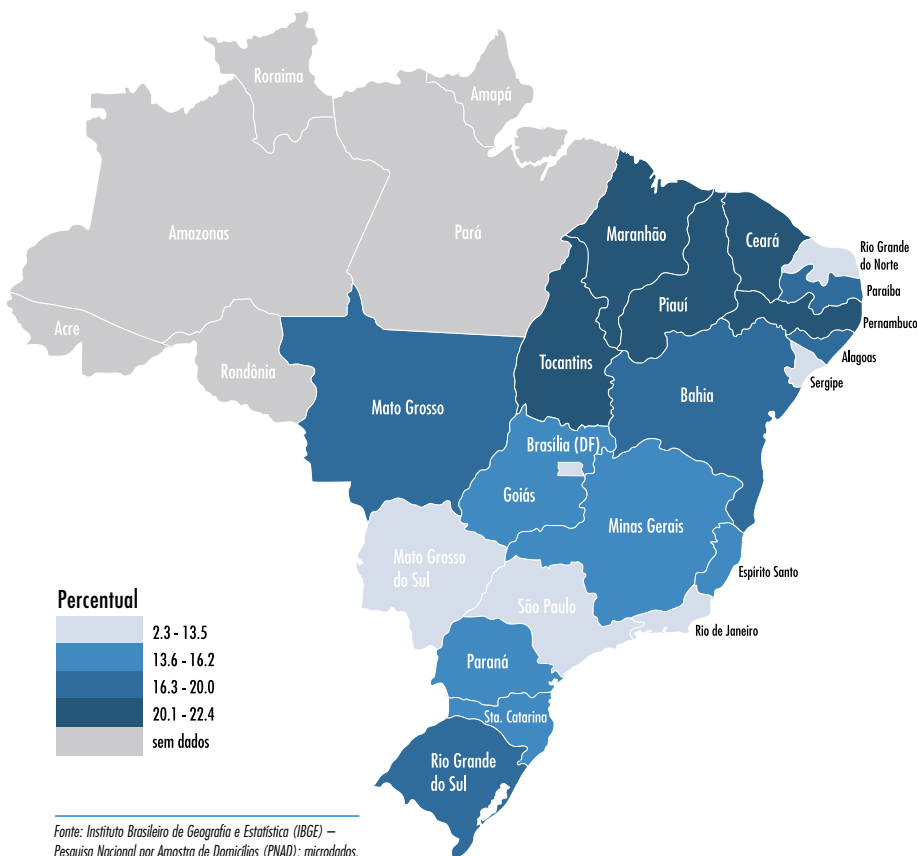 Roraima
Amapá
Amazonas
Pará
Maranhão
Ceará
Rio Grande
do Norte
Paraíba
Piauí
Pernambuco
Acre
Alagoas
Rondônia
Tocantins
Sergipe
Mato Grosso
Bahia
Brasília (DF)
Goiás
Minas Gerais
Mato Grosso
do Sul
Espírito Santo
São Paulo
Rio de Janeiro
Paraná
Sta. Catarina
Rio Grande
do Sul
Percentual
2.3 - 13.5
13.6 - 16.2
16.3 - 20.0
20.1 - 22.4
sem dados
Fonte: Instituto Brasileiro de Geografia e Estatística (IBGE) –
Pesquisa Nacional por Amostra de Domicílios (PNAD): microdados.